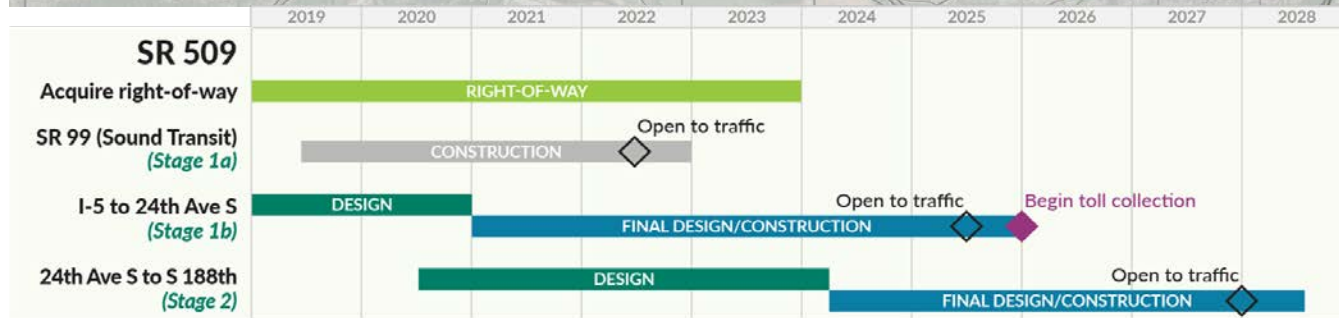 2019 2020 2021 2022 2023 2024 2025 2026 2027 2028
SR 509
Acquire right-of-way
RIGHT-OF-WAY
Open to traffic
SR 99 (Sound Transit)
(Stage 1a)
CONSTRUCTION
I-5 to 24th Ave S
(Stage 1b)
DESIGN
Open to traffic
Begin toll collection
FINAL DESIGN/CONSTRUCTION
24th Ave S to S 188th
(Stage 2)
DESIGN
Open to traffic
FINAL DESIGN/CONSTRUCTION